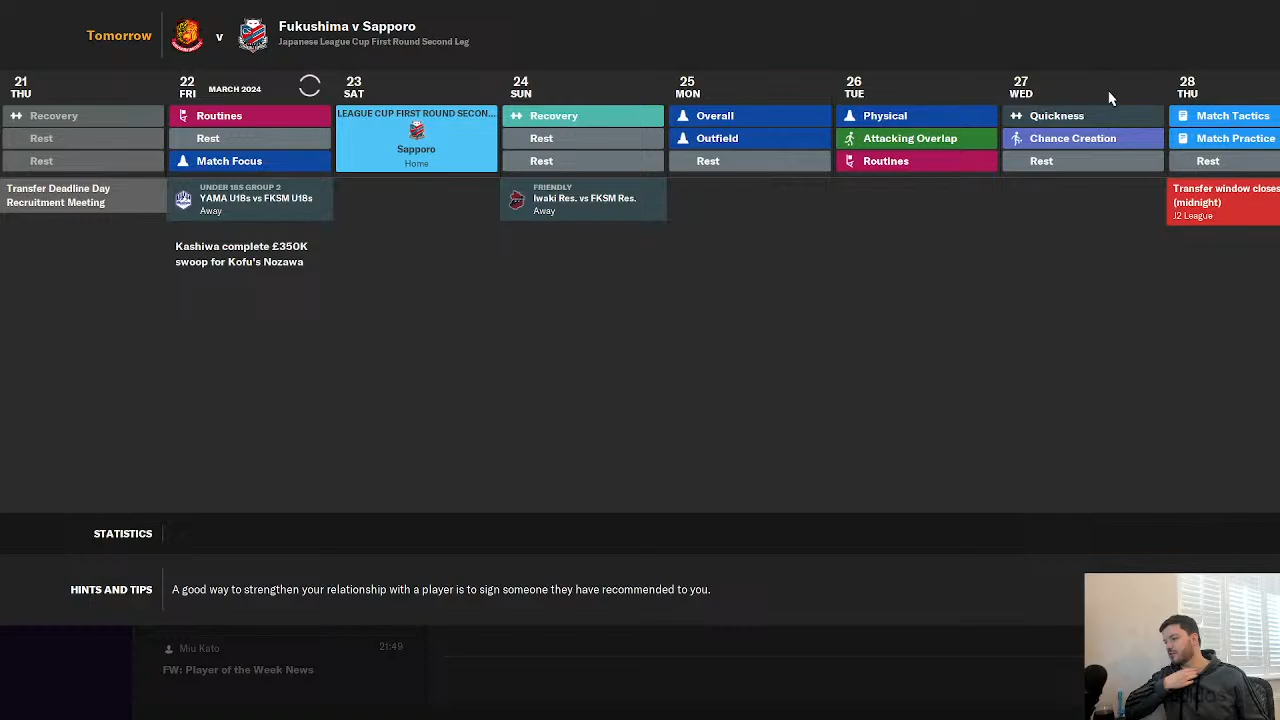 Tomorrow
v
Fukushima v Sapporo
Japanese League Cup First Round Second Leg
21
THU
22
FRI MARCH 2024
23
SAT
24
SUN
25
MON
26
TUE
27
WED
28
THU
Recovery
Rest
Rest
Routines
Rest
Match Focus
LEAGUE CUP FIRST ROUND SECON...
Sapporo
Home
Recovery
Rest
Rest
Overall
Outfield
Rest
Physical
Attacking Overlap
Routines
Quickness
Chance Creation
Rest
Match Tactics
Match Practice
Rest
Transfer Deadline Day
Recruitment Meeting
UNDER 18S GROUP 2
YAMA U18s vs FKSM U18s
Away
FRIENDLY
Iwaki Res. vs FKSM Res.
Away
Transfer window closes
(midnight)
J2 League
Kashiwa complete £350K
swoop for Kofu's Nozawa
STATISTICS
HINTS AND TIPS
A good way to strengthen your relationship with a player is to sign someone they have recommended to you.
Miu Kato
21:49
FW: Player of the Week News
adidas